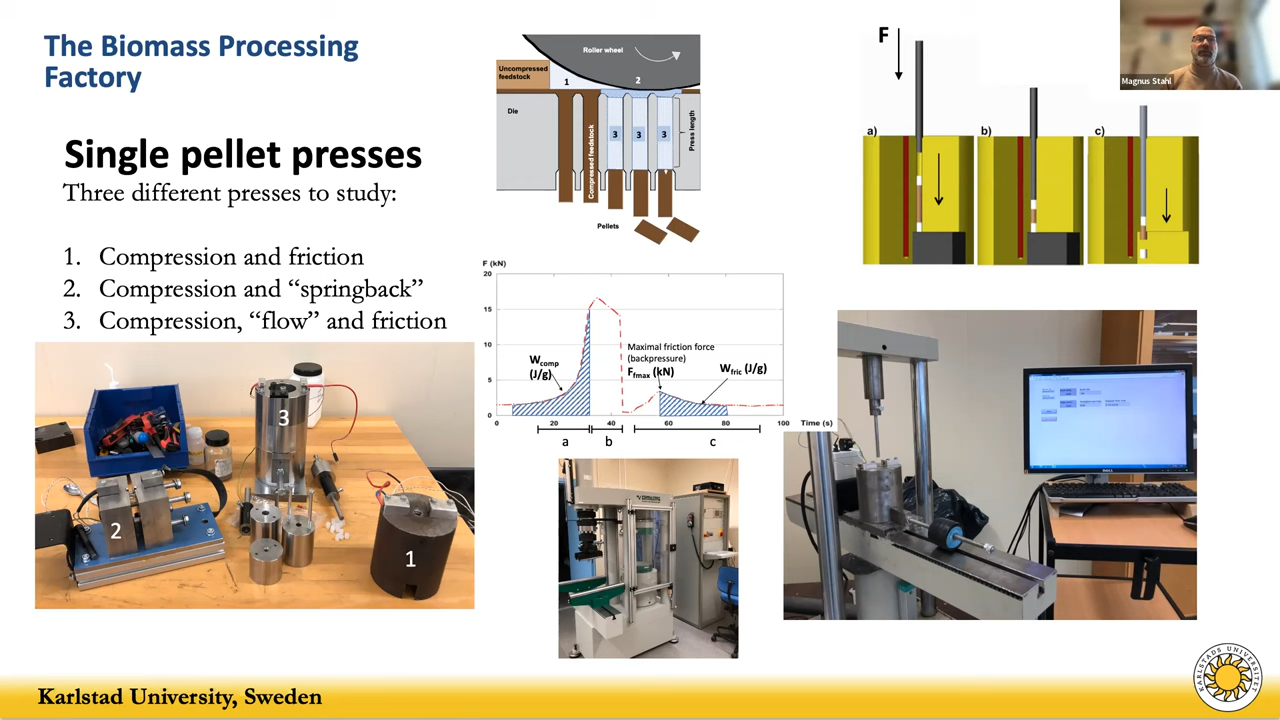 The Biomass Processing
Factory
Single pellet presses
Three different presses to study:
1. Compression and friction
2. Compression and “springback”
3. Compression, “flow” and friction
Roller wheel
Uncompressed
feedstock
1
2
Die
Compressed feedstock
3
3
3
Press length
Pellets
F
a)
b)
c)
Magnus Stahl
F (kN)
20
15
10
5
0
Wcomp
(J/g)
Maximal friction force
(backpressure)
Ffmax (kN)
Wfric (J/g)
0
20
40
60
80
100
Time (s)
a
b
c
3
2
1
DELL
Karlstad University, Sweden
KARLSTADS UNIVERSITET